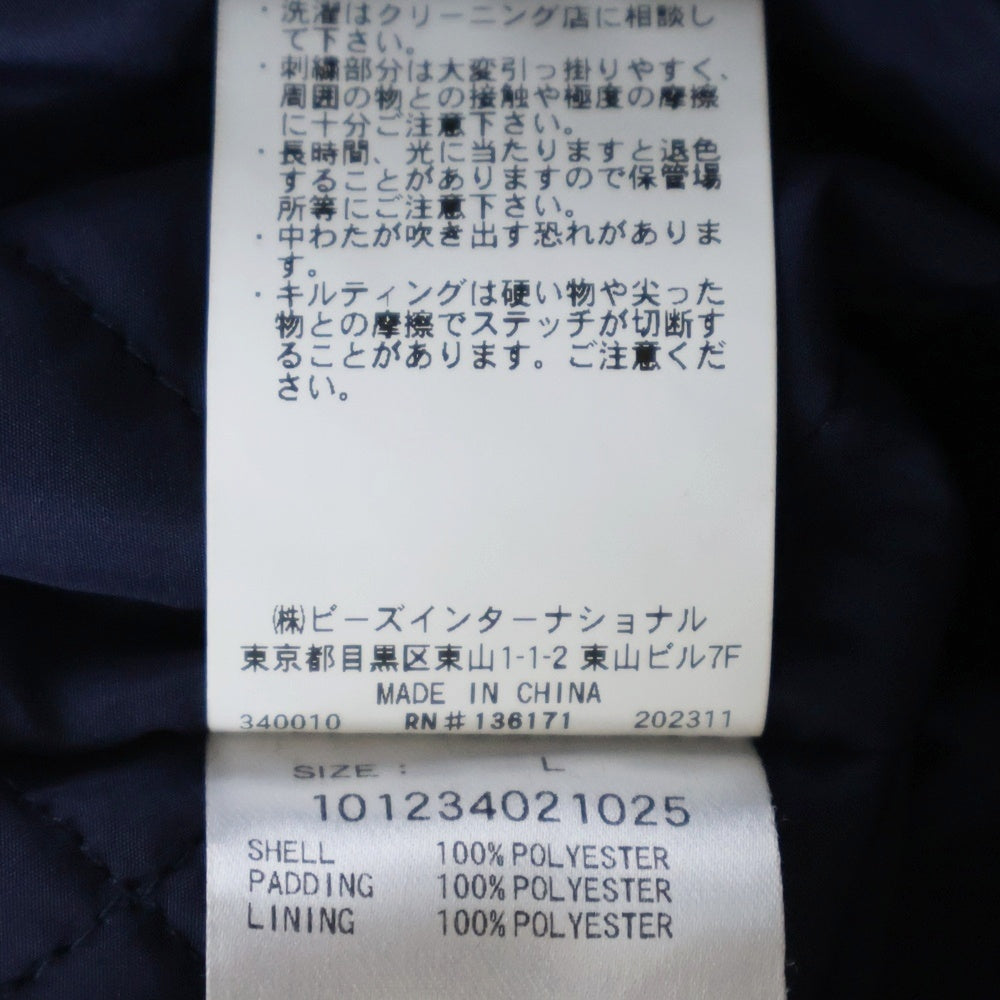 ・洗濯はクリーニング店に相談し
て下さい。
・刺繍部分は大変引っ掛りやすく、
周囲の物との接触や極度の摩擦
に十分ご注意下さい。
・長時間、光に当たりますと退色
することがありますので保管場
所等にご注意下さい。
・中わたが吹き出す恐れがありま
す。
・キルティングは硬い物や尖った
物との摩擦でステッチが切断す
ることがあります。ご注意くだ
さい。
㈱ビーズインターナショナル
東京都目黒区東山1-1-2 東山ビル7F
MADE IN CHINA
340010 RN#136171 202311
SIZE : L
101234021025
SHELL 100% POLYESTER
PADDING 100% POLYESTER
LINING 100% POLYESTER